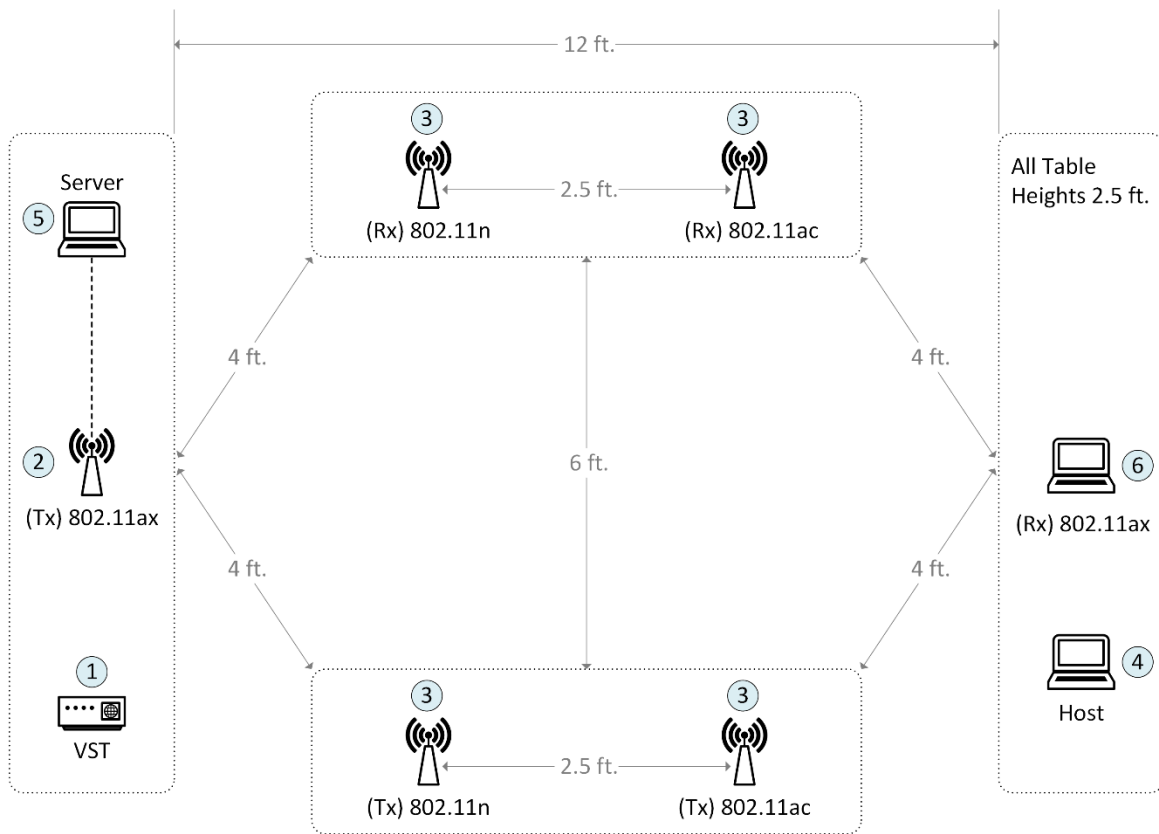 12 ft.
3
3
2.5 ft.
(Rx) 802.11n
(Rx) 802.11ac
Server
5
All Table
Heights 2.5 ft.
4 ft.
4 ft.
2
(Tx) 802.11ax
6 ft.
6
(Rx) 802.11ax
4 ft.
4 ft.
1
VST
3
3
2.5 ft.
(Tx) 802.11n
(Tx) 802.11ac
4
Host